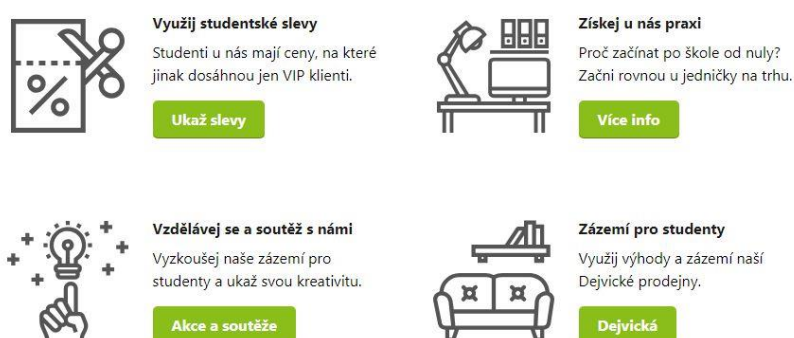 Využij studentské slevy
Studenti u nás mají ceny, na které
jinak dosáhnou jen VIP klienti.
Ukaž slevy
Získej u nás praxi
Proč začínat po škole od nuly?
Začni rovnou u jedničky na trhu.
Více info
Vzdělávej se a soutěž s námi
Vyzkoušej naše zázemí pro
studenty a ukaž svou kreativitu.
Akce a soutěže
Zázemí pro studenty
Využij výhody a zázemí naší
Dejvické prodejny.
Dejvická